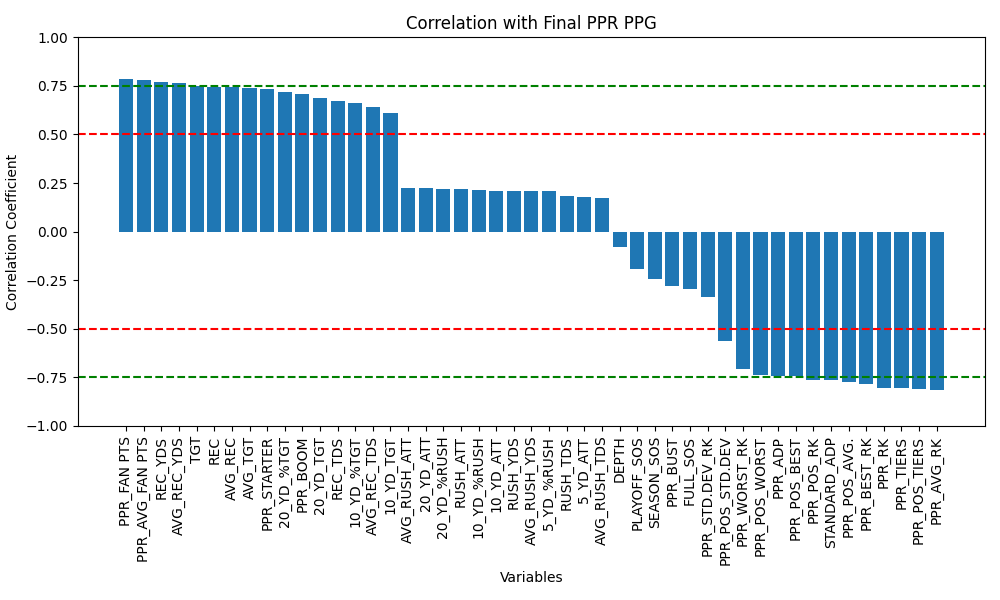 Correlation with Final PPR PPG
1.00
0.75
0.50
0.25
0.00
−0.25
−0.50
−0.75
−1.00
Correlation Coefficient
PPR_FAN PTS
PPR_AVG_FAN PTS
REC_YDS
AVG_REC_YDS
TGT
REC
AVG_REC
AVG_TGT
PPR_STARTER
20_YD_%TGT
PPR_BOOM
20_YD_TGT
REC_TDS
10_YD_%TGT
AVG_REC_TDS
10_YD_TGT
AVG_RUSH_ATT
20_YD_ATT
20_YD_%RUSH
RUSH_ATT
10_YD_%RUSH
10_YD_ATT
RUSH_YDS
AVG_RUSH_YDS
5_YD_%RUSH
RUSH_TDS
5_YD_ATT
AVG_RUSH_TDS
DEPTH
PLAYOFF_SOS
SEASON_SOS
PPR_BUST
FULL_SOS
PPR_STD.DEV_RK
PPR_POS_STD.DEV
PPR_WORST_RK
PPR_POS_WORST
PPR_ADP
PPR_POS_BEST
PPR_POS_RK
STANDARD_ADP
PPR_POS_AVG.
PPR_BEST_RK
PPR_RK
PPR_TIERS
PPR_POS_TIERS
PPR_AVG_RK
Variables